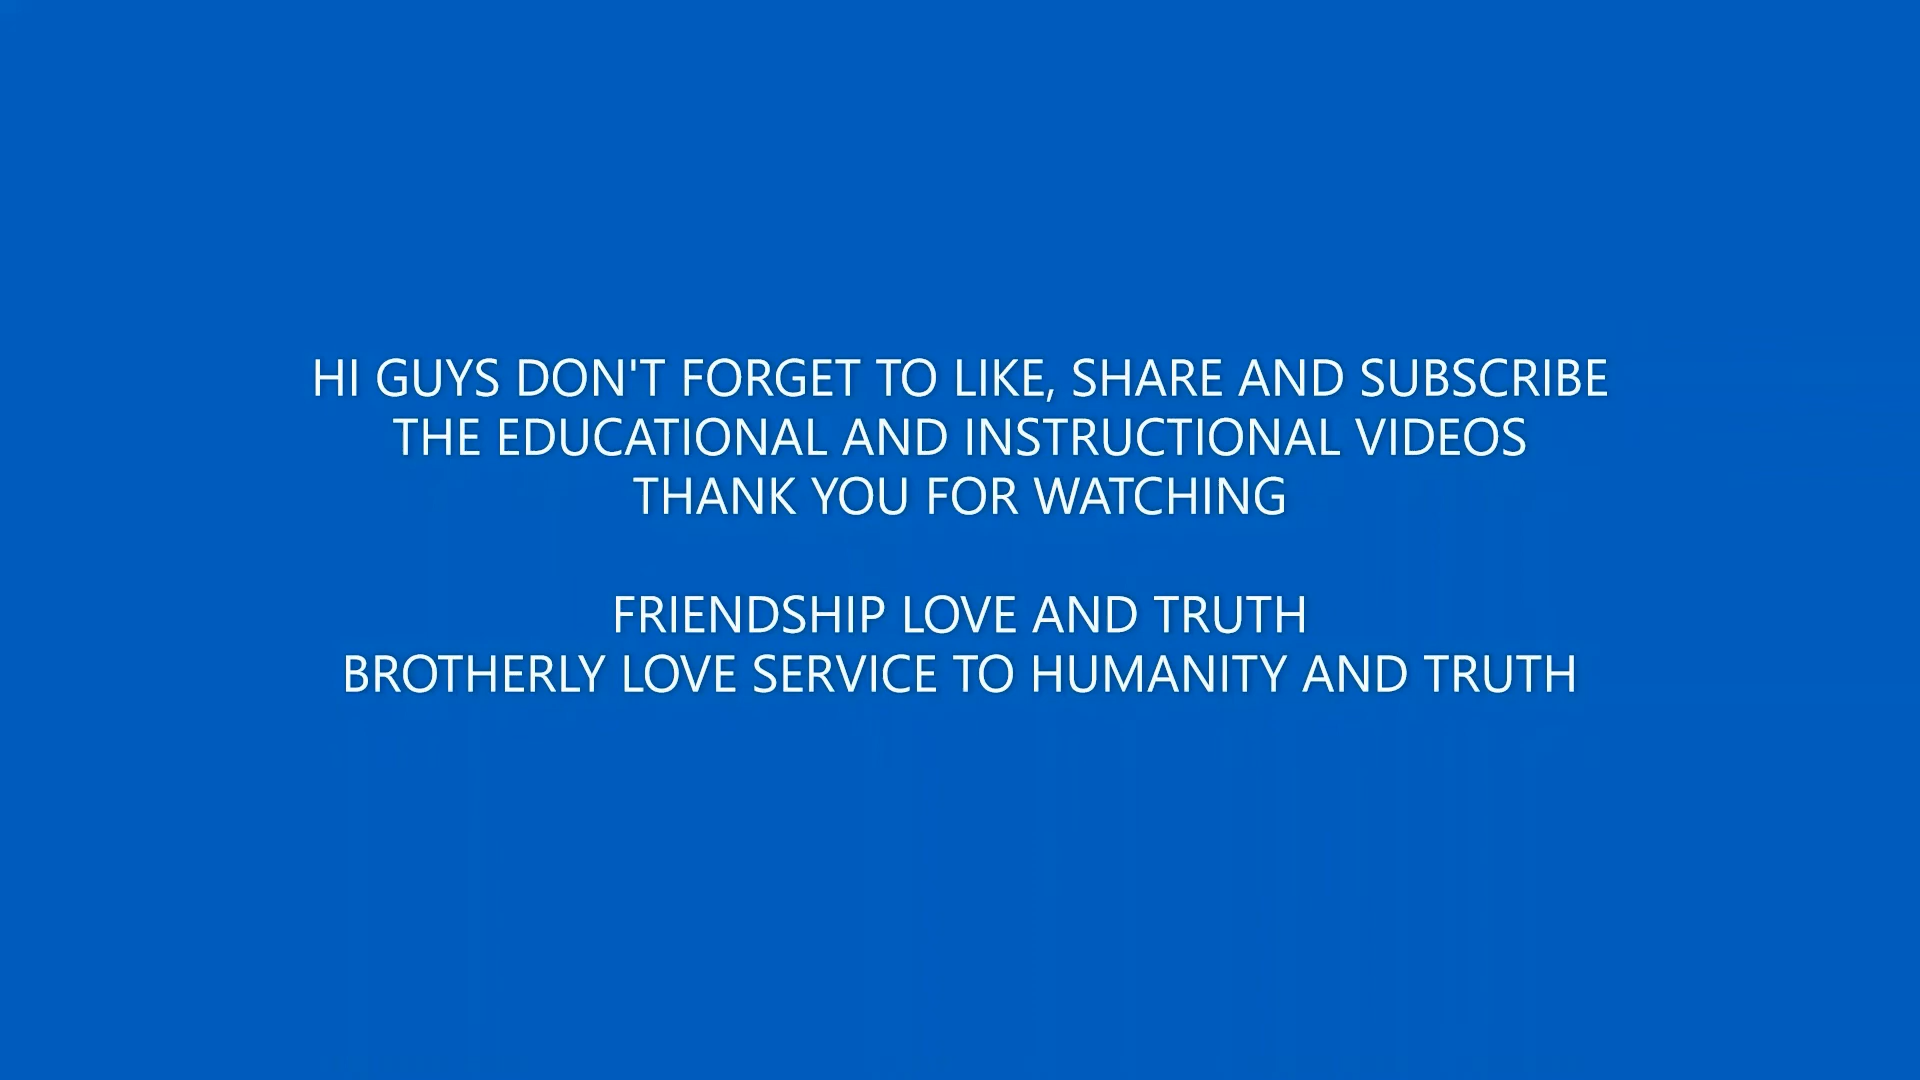 HI GUYS DON'T FORGET TO LIKE, SHARE AND SUBSCRIBE
THE EDUCATIONAL AND INSTRUCTIONAL VIDEOS
THANK YOU FOR WATCHING
FRIENDSHIP LOVE AND TRUTH
BROTHERLY LOVE SERVICE TO HUMANITY AND TRUTH